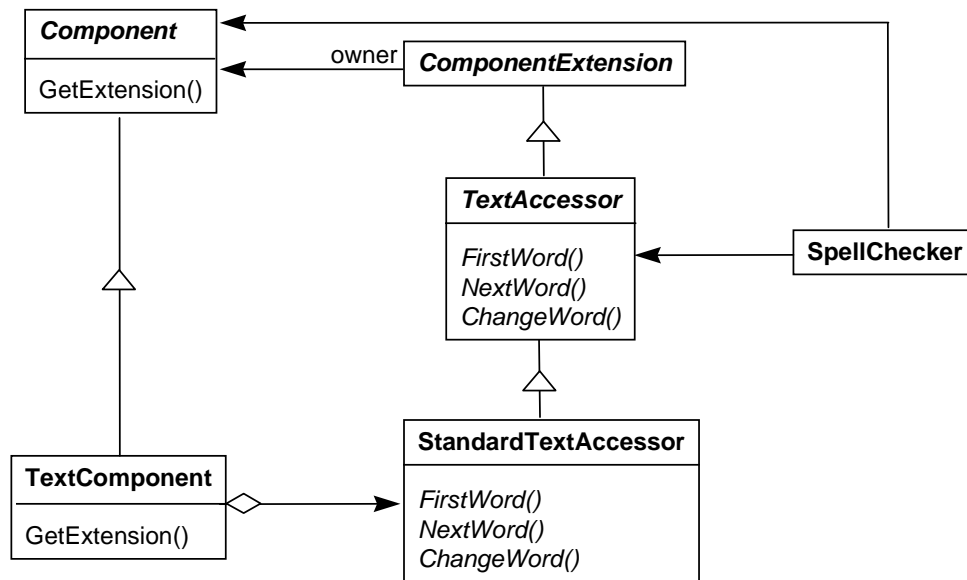 Component
GetExtension()
owner
ComponentExtension
TextAccessor
FirstWord()
NextWord()
ChangeWord()
SpellChecker
TextComponent
GetExtension()
StandardTextAccessor
FirstWord()
NextWord()
ChangeWord()